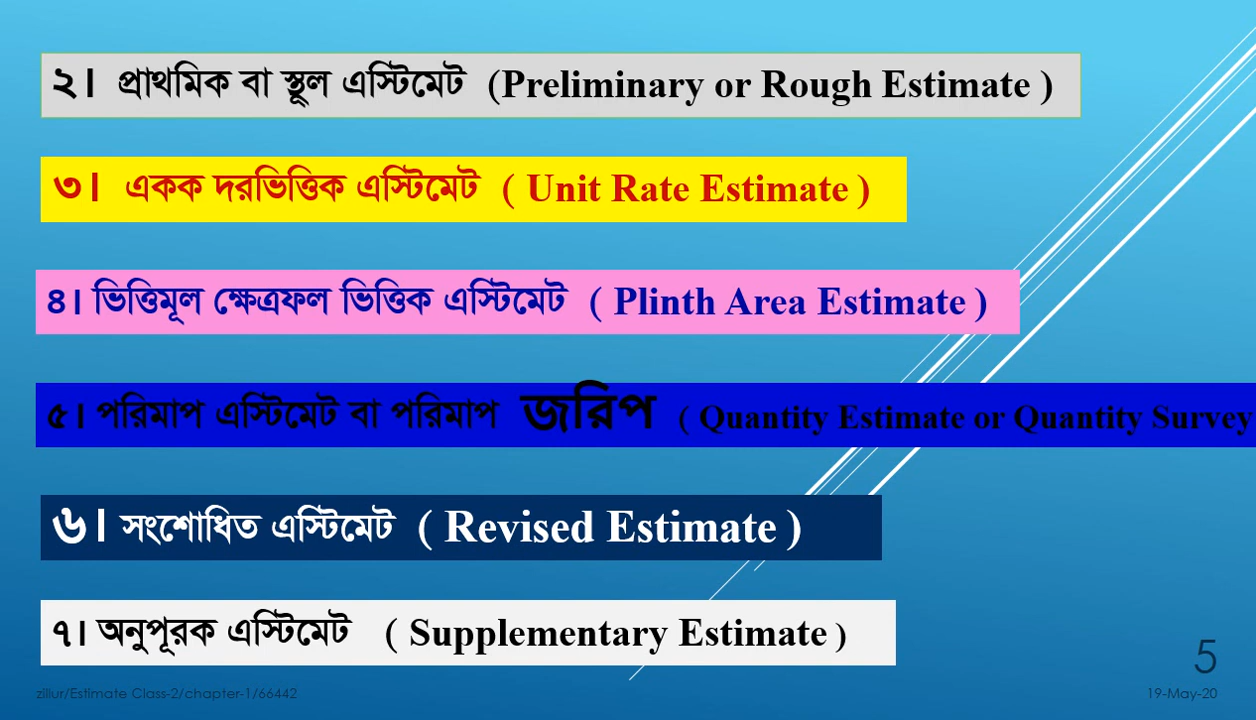 ২। প্রাথমিক বা স্থূল এস্টিমেট (Preliminary or Rough Estimate )
৩। একক দরভিত্তিক এস্টিমেট ( Unit Rate Estimate )
৪। ভিত্তিমূল ক্ষেত্রফল ভিত্তিক এস্টিমেট ( Plinth Area Estimate )
৫। পরিমাপ এস্টিমেট বা পরিমাপ জরিপ ( Quantity Estimate or Quantity Survey
৬। সংশোধিত এস্টিমেট ( Revised Estimate )
৭। অনুপূরক এস্টিমেট ( Supplementary Estimate )
5
zillur/Estimate Class-2/chapter-1/66442
19-May-20